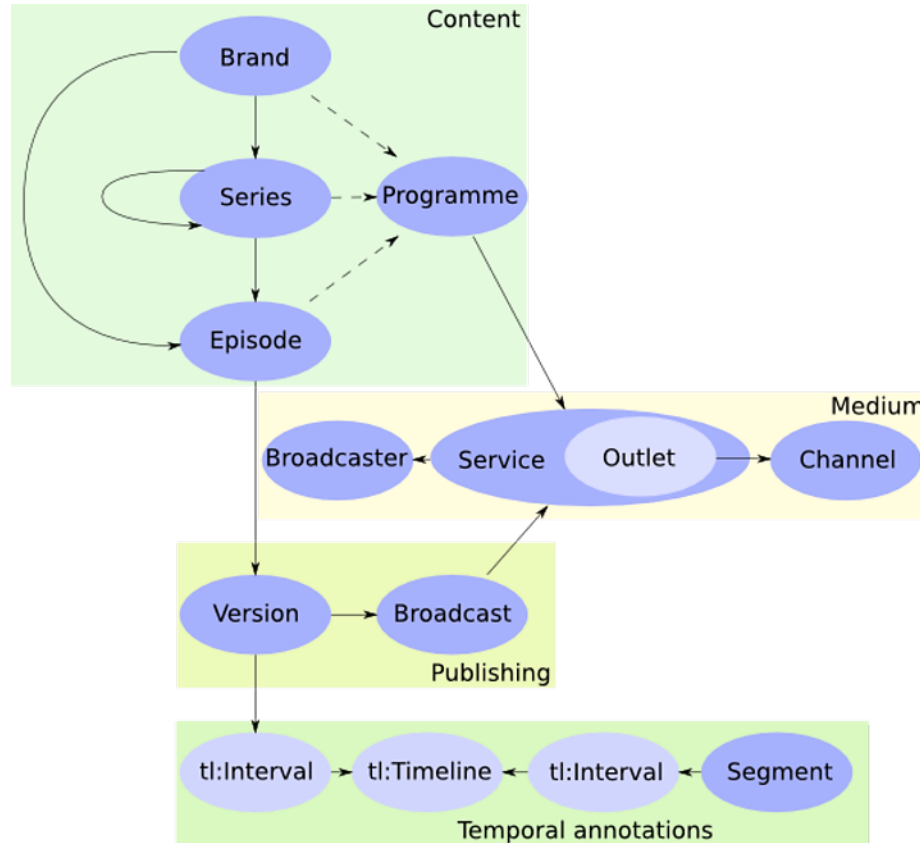 Content
Brand
Series
Programme
Episode
Medium
Broadcaster
Service
Outlet
Channel
Version
Broadcast
Publishing
tl:Interval
tl:Timeline
tl:Interval
Segment
Temporal annotations